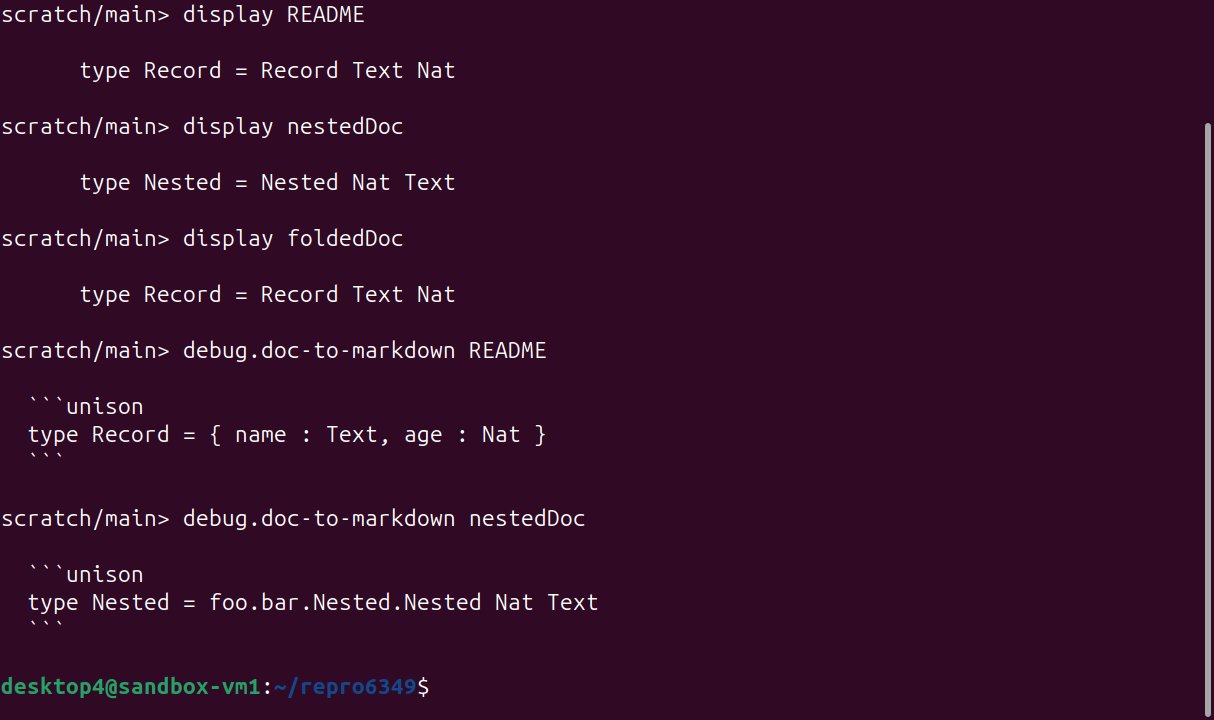 scratch/main> display README
type Record = Record Text Nat
scratch/main> display nestedDoc
type Nested = Nested Nat Text
scratch/main> display foldedDoc
type Record = Record Text Nat
scratch/main> debug.doc-to-markdown README
```unison
type Record = { name : Text, age : Nat }
```
scratch/main> debug.doc-to-markdown nestedDoc
```unison
type Nested = foo.bar.Nested.Nested Nat Text
```
desktop4@sandbox-vm1:~/repro6349$